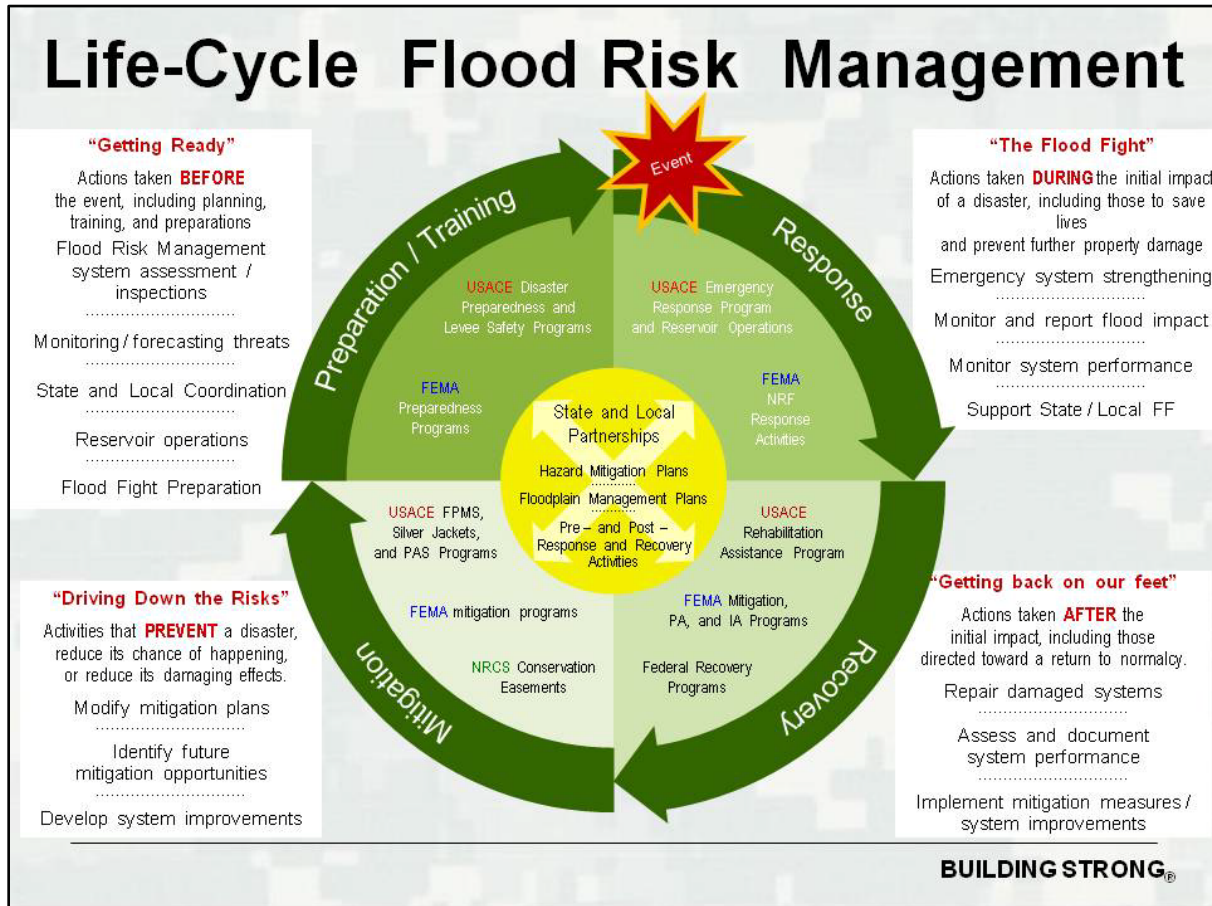 Life-Cycle Flood Risk Management
"Getting Ready"
Actions taken BEFORE
the event, including planning,
training, and preparations
Flood Risk Management
system assessment /
inspections
Monitoring / forecasting threats
State and Local Coordination
Reservoir operations
Flood Fight Preparation
Preparation / Training
USACE Disaster
Preparedness and
Levee Safety Programs
FEMA
Preparedness
Programs
Event
Response
USACE Emergency
Response Program
and Reservoir Operations
FEMA
NRF
Response
Activities
"The Flood Fight"
Actions taken DURING the initial impact
of a disaster, including those to save
lives
and prevent further property damage
Emergency system strengthening
Monitor and report flood impact
Monitor system performance
Support State / Local FF
State and Local
Partnerships
Hazard Mitigation Plans
Floodplain Management Plans
Pre – and Post –
Response and Recovery
Activities
"Driving Down the Risks"
Activities that PREVENT a disaster,
reduce its chance of happening,
or reduce its damaging effects.
Modify mitigation plans
Identify future
mitigation opportunities
Develop system improvements
Mitigation
USACE FPMS,
Silver Jackets,
and PAS Programs
FEMA mitigation programs
NRCS Conservation
Easements
USACE
Rehabilitation
Assistance Program
FEMA Mitigation,
PA, and IA Programs
Federal Recovery
Programs
Recovery
"Getting back on our feet"
Actions taken AFTER the
initial impact, including those
directed toward a return to normalcy.
Repair damaged systems
Assess and document
system performance
Implement mitigation measures /
system improvements
BUILDING STRONG®